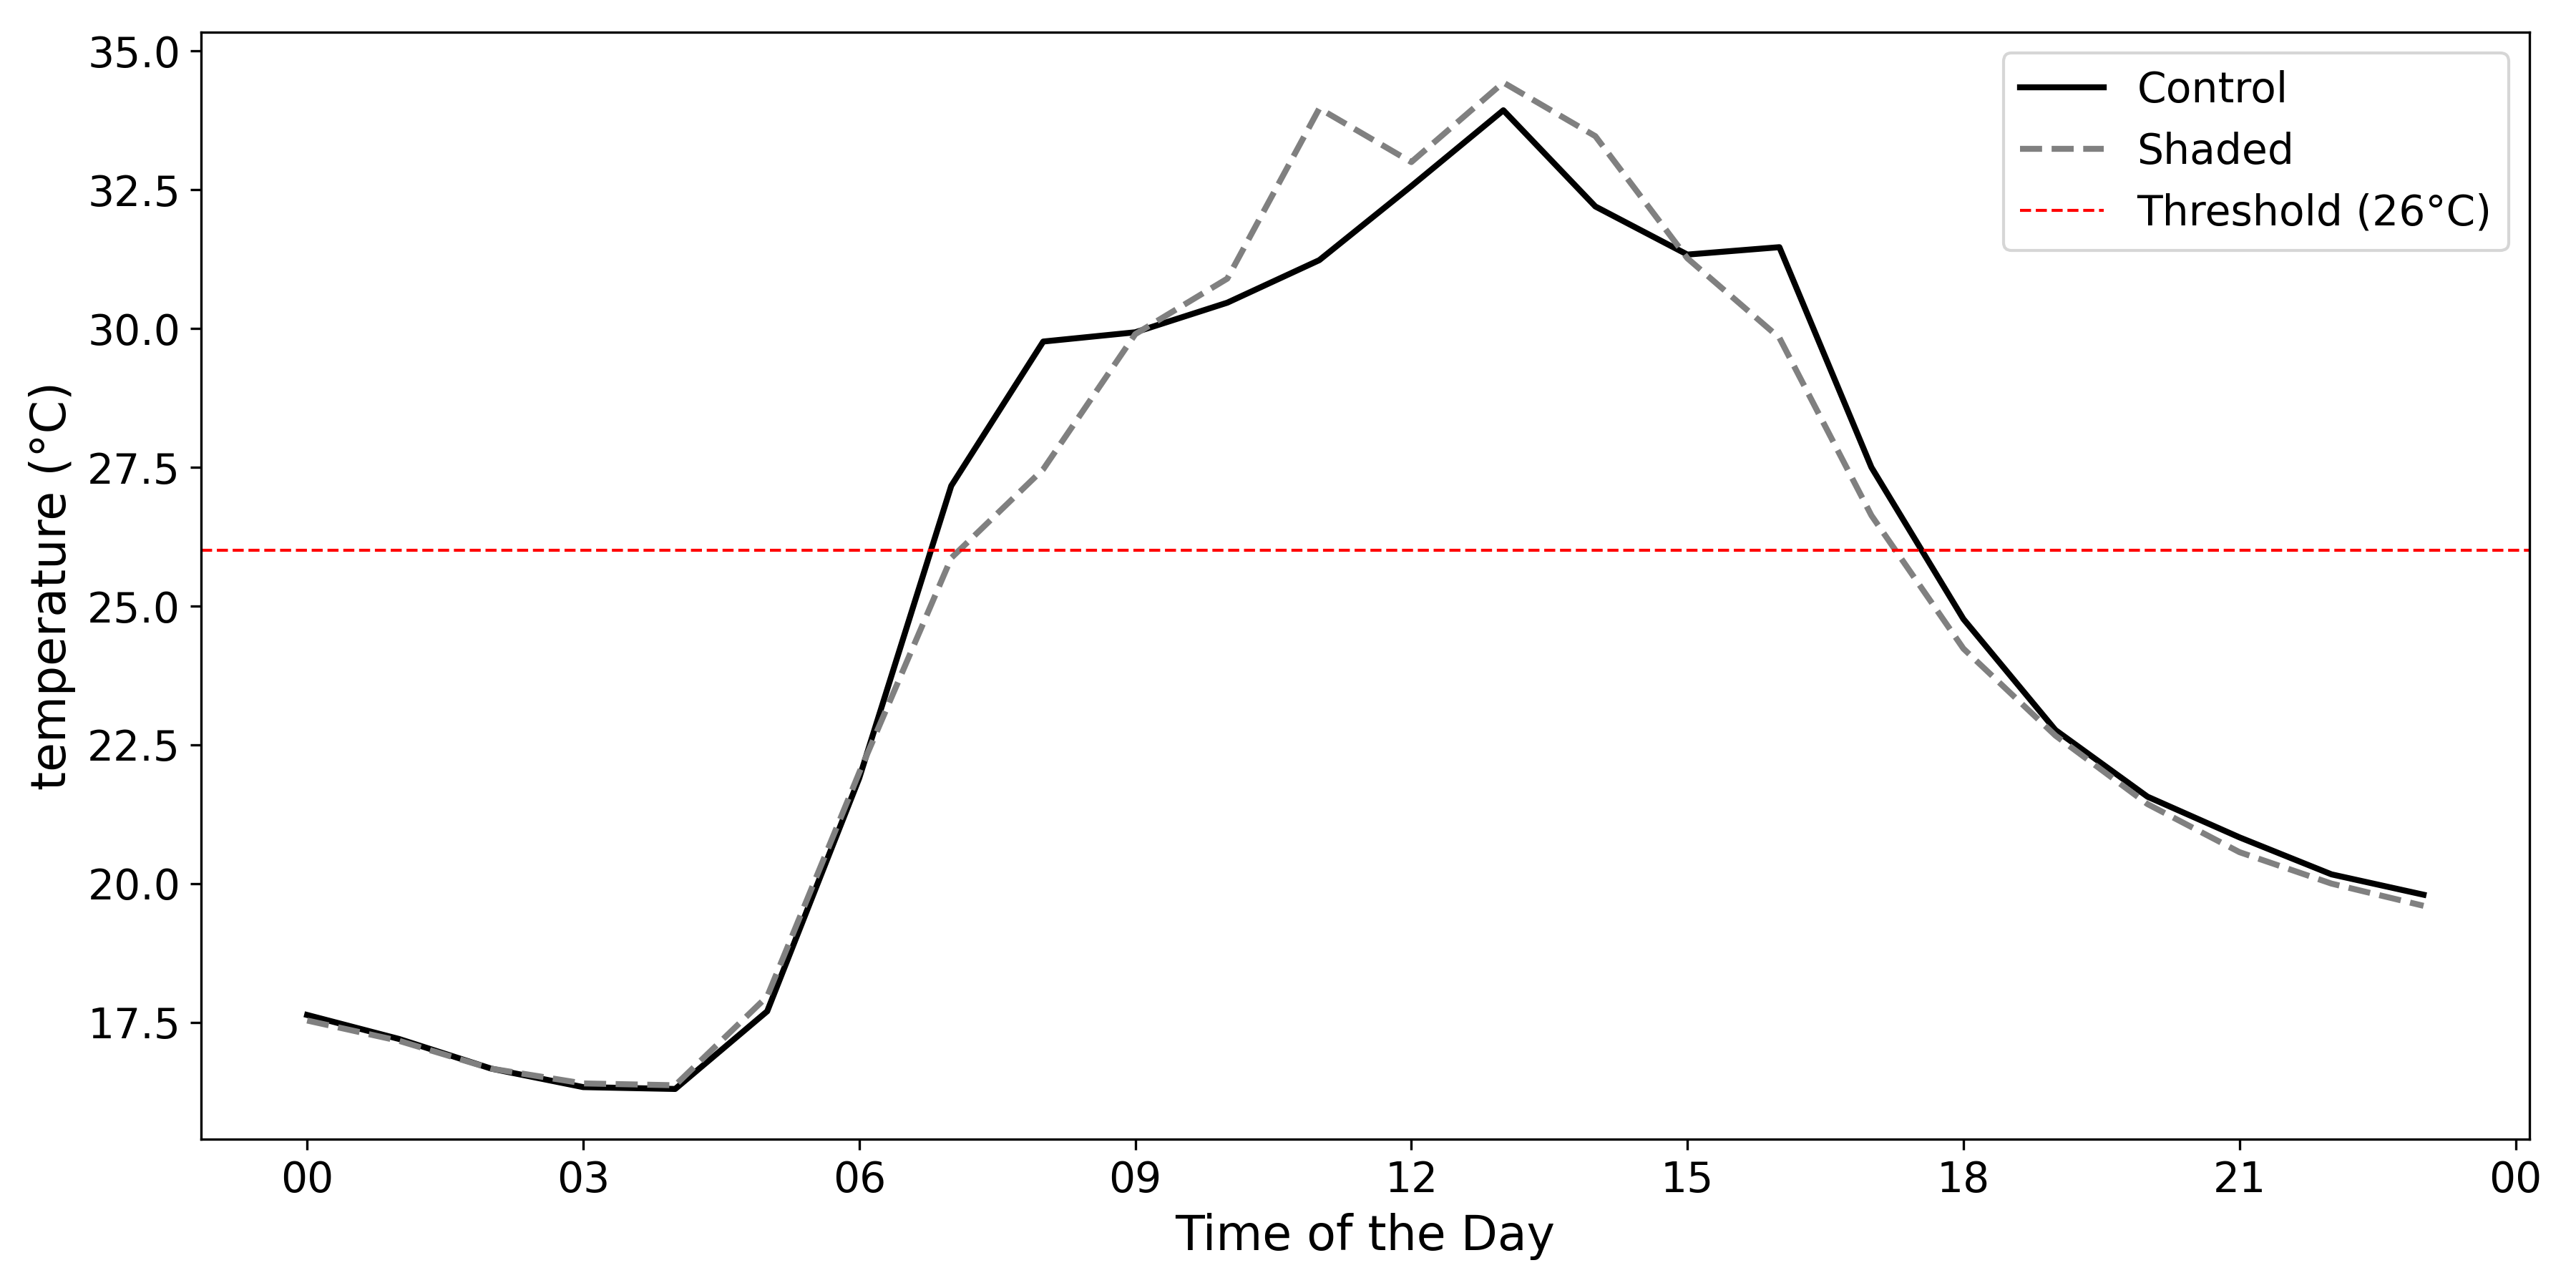 35.0
32.5
30.0
27.5
25.0
22.5
20.0
17.5
temperature (°C)
Control
Shaded
Threshold (26°C)
00 03 06 09 12 15 18 21 00
Time of the Day